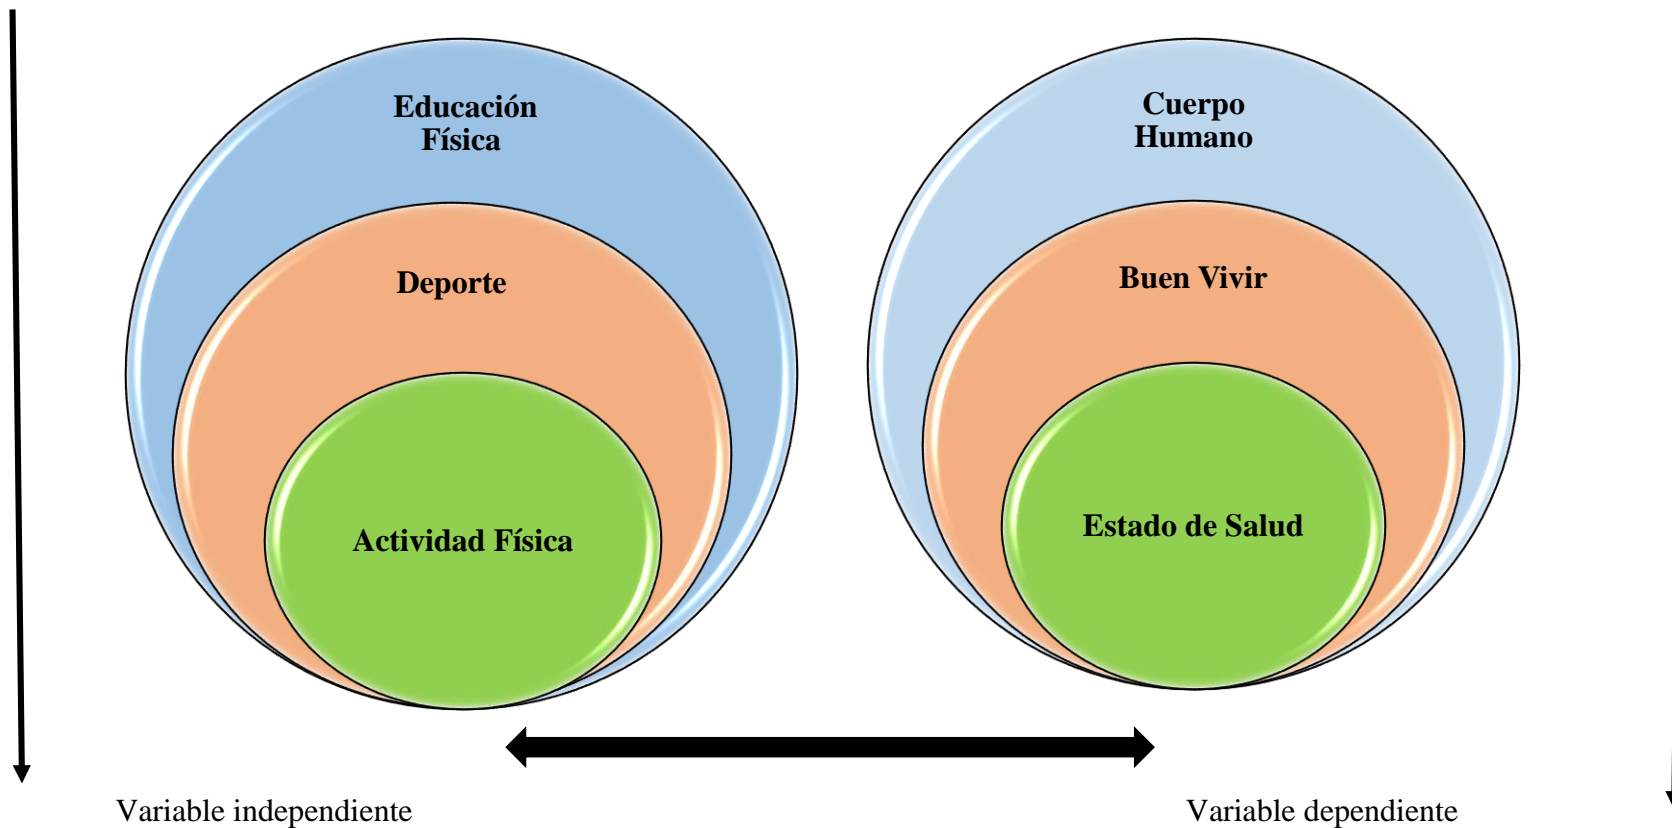 Educación
Física
Deporte
Actividad Física
Cuerpo
Humano
Buen Vivir
Estado de Salud
Variable independiente
Variable dependiente